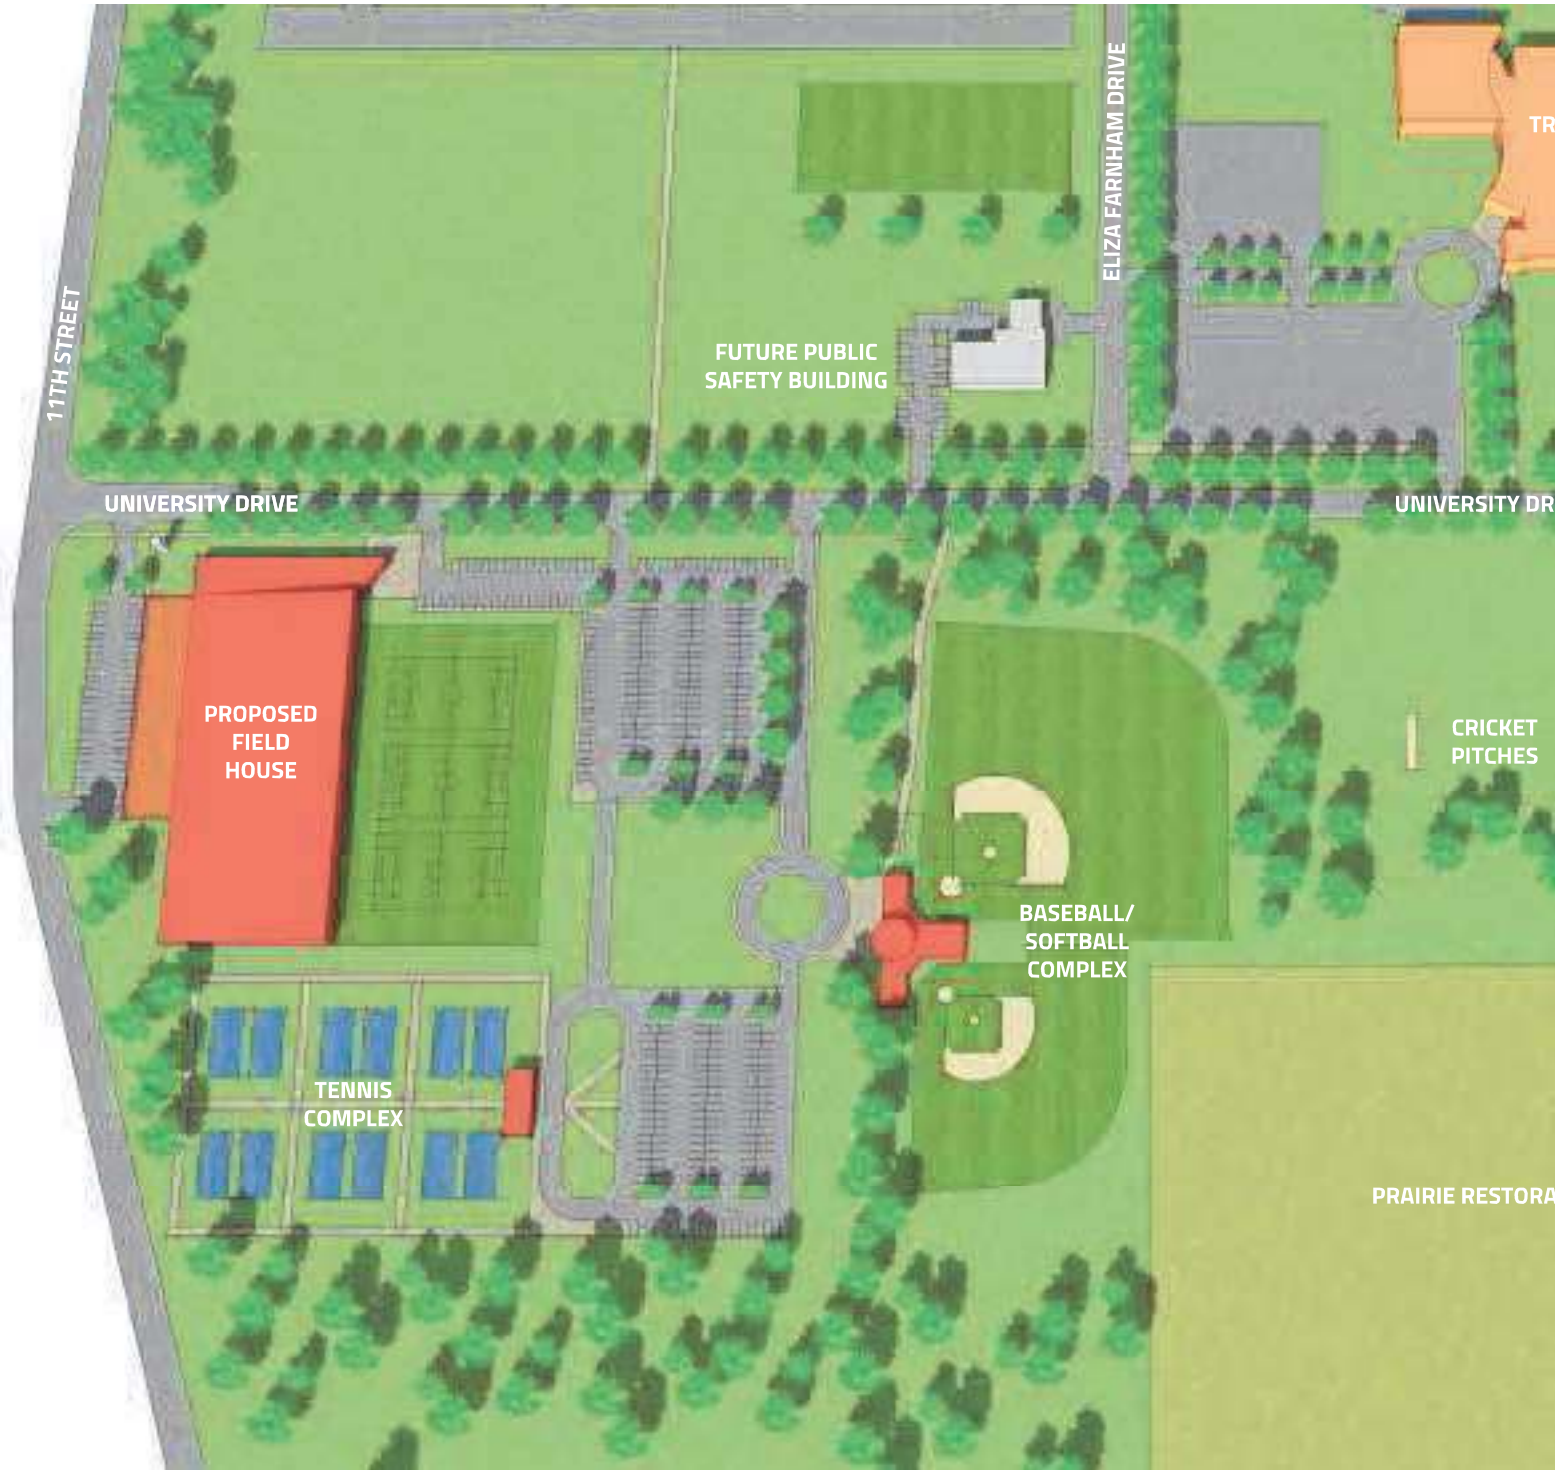 ELIZA FARNHAM DRIVE
TR
11TH STREET
FUTURE PUBLIC
SAFETY BUILDING
UNIVERSITY DRIVE
UNIVERSITY DR
PROPOSED
FIELD
HOUSE
CRICKET
PITCHES
BASEBALL/
SOFTBALL
COMPLEX
TENNIS
COMPLEX
PRAIRIE RESTORA